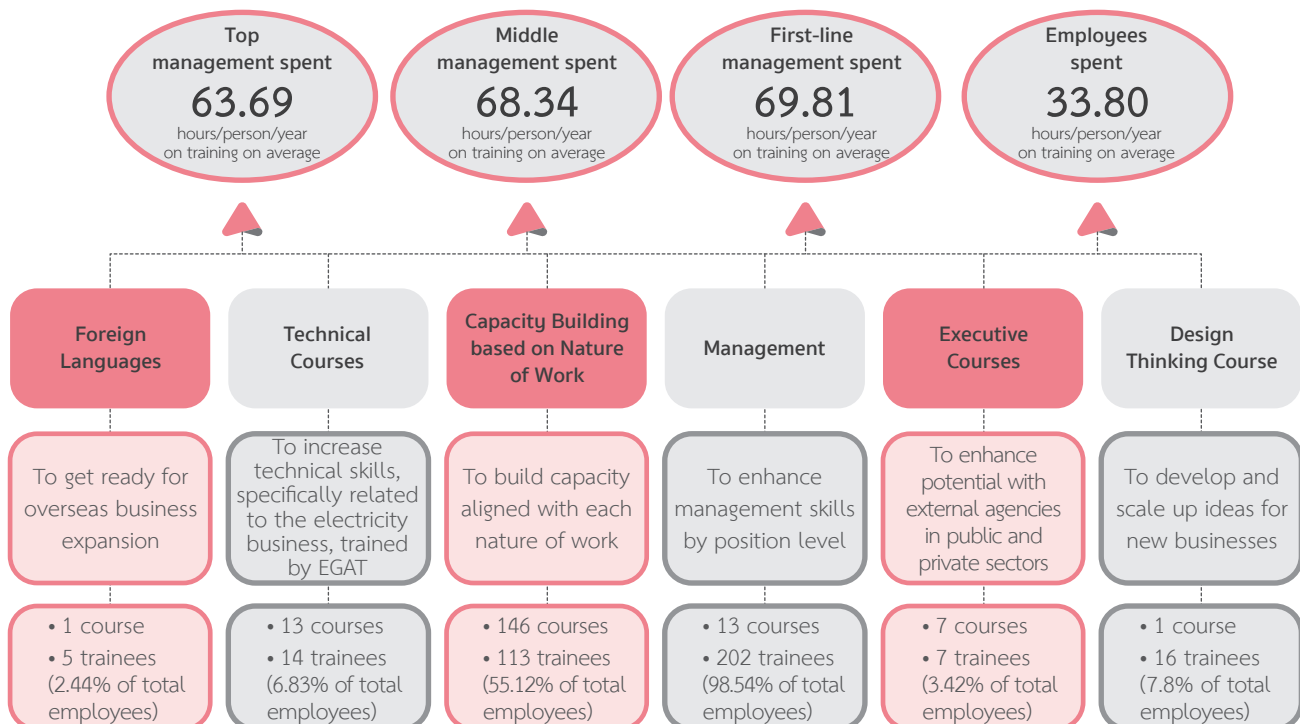 Top
management spent
63.69
hours/person/year
on training on average
Middle
management spent
68.34
hours/person/year
on training on average
First-line
management spent
69.81
hours/person/year
on training on average
Employees
spent
33.80
hours/person/year
on training on average
Foreign
Languages
Technical
Courses
Capacity Building
based on Nature
of Work
Management
Executive
Courses
Design
Thinking Course
To get ready for
overseas business
expansion
To increase
technical skills,
specifically related
to the electricity
business, trained
by EGAT
To build capacity
aligned with each
nature of work
To enhance
management skills
by position level
To enhance
potential with
external agencies
in public and
private sectors
To develop and
scale up ideas for
new businesses
• 1 course
• 5 trainees
(2.44% of total
employees)
• 13 courses
• 14 trainees
(6.83% of total
employees)
• 146 courses
• 113 trainees
(55.12% of total
employees)
• 13 courses
• 202 trainees
(98.54% of total
employees)
• 7 courses
• 7 trainees
(3.42% of total
employees)
• 1 course
• 16 trainees
(7.8% of total
employees)